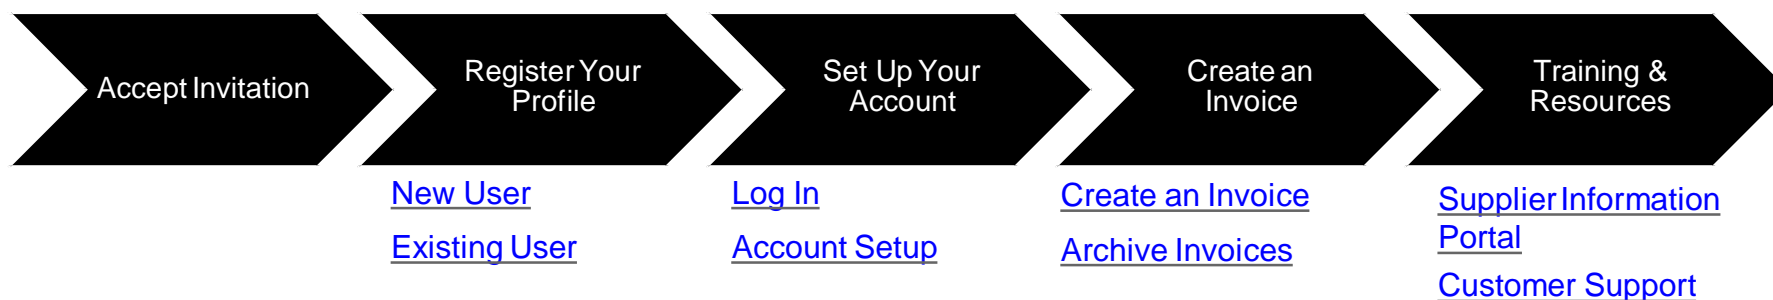 Accept Invitation
Register Your
Profile
Set Up Your
Account
Create an
Invoice
Training &
Resources
New User
Existing User
Log In
Account Setup
Create an Invoice
Archive Invoices
Supplier Information
Portal
Customer Support